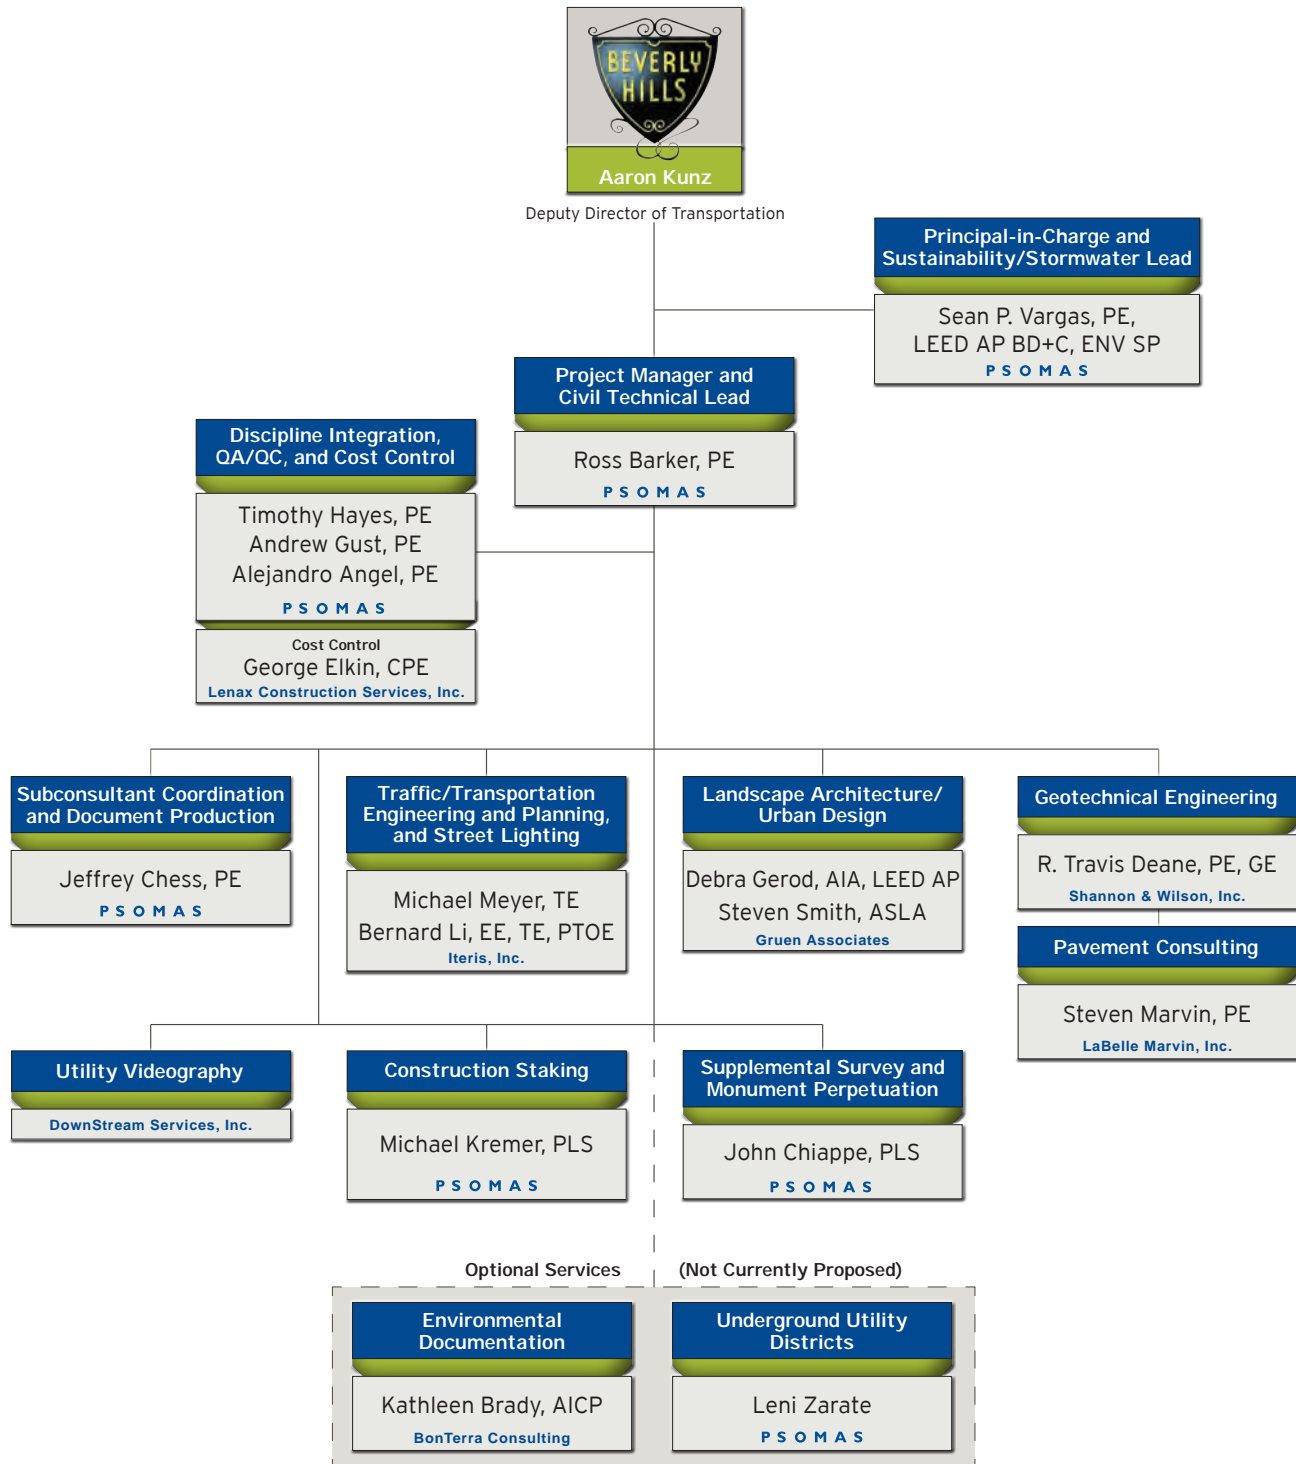 BEVERLY
HILLS
Aaron Kunz
Deputy Director of Transportation
Principal-in-Charge and
Sustainability/Stormwater Lead
Sean P. Vargas, PE,
LEED AP BD+C, ENV SP
PSOMAS
Project Manager and
Civil Technical Lead
Ross Barker, PE
PSOMAS
Discipline Integration,
QA/QC, and Cost Control
Timothy Hayes, PE
Andrew Gust, PE
Alejandro Angel, PE
PSOMAS
Cost Control
George Elkin, CPE
Lenax Construction Services, Inc.
Subconsultant Coordination
and Document Production
Jeffrey Chess, PE
PSOMAS
Traffic/Transportation
Engineering and Planning,
and Street Lighting
Michael Meyer, TE
Bernard Li, EE, TE, PTOE
Iteris, Inc.
Landscape Architecture/
Urban Design
Debra Gerod, AIA, LEED AP
Steven Smith, ASLA
Gruen Associates
Geotechnical Engineering
R. Travis Deane, PE, GE
Shannon & Wilson, Inc.
Pavement Consulting
Steven Marvin, PE
LaBelle Marvin, Inc.
Utility Videography
DownStream Services, Inc.
Construction Staking
Michael Kremer, PLS
PSOMAS
Supplemental Survey and
Monument Perpetuation
John Chiappe, PLS
PSOMAS
Optional Services (Not Currently Proposed)
Environmental
Documentation
Kathleen Brady, AICP
BonTerra Consulting
Underground Utility
Districts
Leni Zarate
PSOMAS